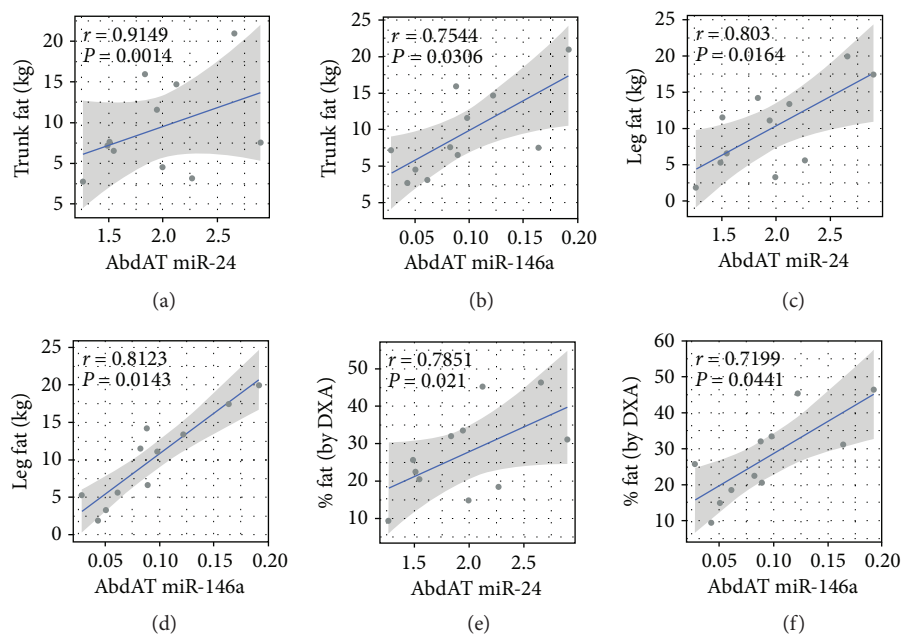 25
20
15
10
5
5
Trunk fat (kg)
r = 0.9149
P = 0.0014
1.5 2.0 2.5
AbdAT miR-24
(a)
25
20
15
10
5
5
Trunk fat (kg)
r = 0.7544
P = 0.0306
0.05 0.10 0.15 0.20
AbdAT miR-146a
(b)
25
20
15
10
5
0
Leg fat (kg)
r = 0.803
P = 0.0164
1.5 2.0 2.5
AbdAT miR-24
(c)
25
20
15
10
5
0
Leg fat (kg)
r = 0.8123
P = 0.0143
0.05 0.10 0.15 0.20
AbdAT miR-146a
(d)
50
40
30
20
10
% fat (by DXA)
r = 0.7851
P = 0.021
1.5 2.0 2.5
AbdAT miR-24
(e)
60
50
40
30
20
10
% fat (by DXA)
r = 0.7199
P = 0.0441
0.05 0.10 0.15 0.20
AbdAT miR-146a
(f)